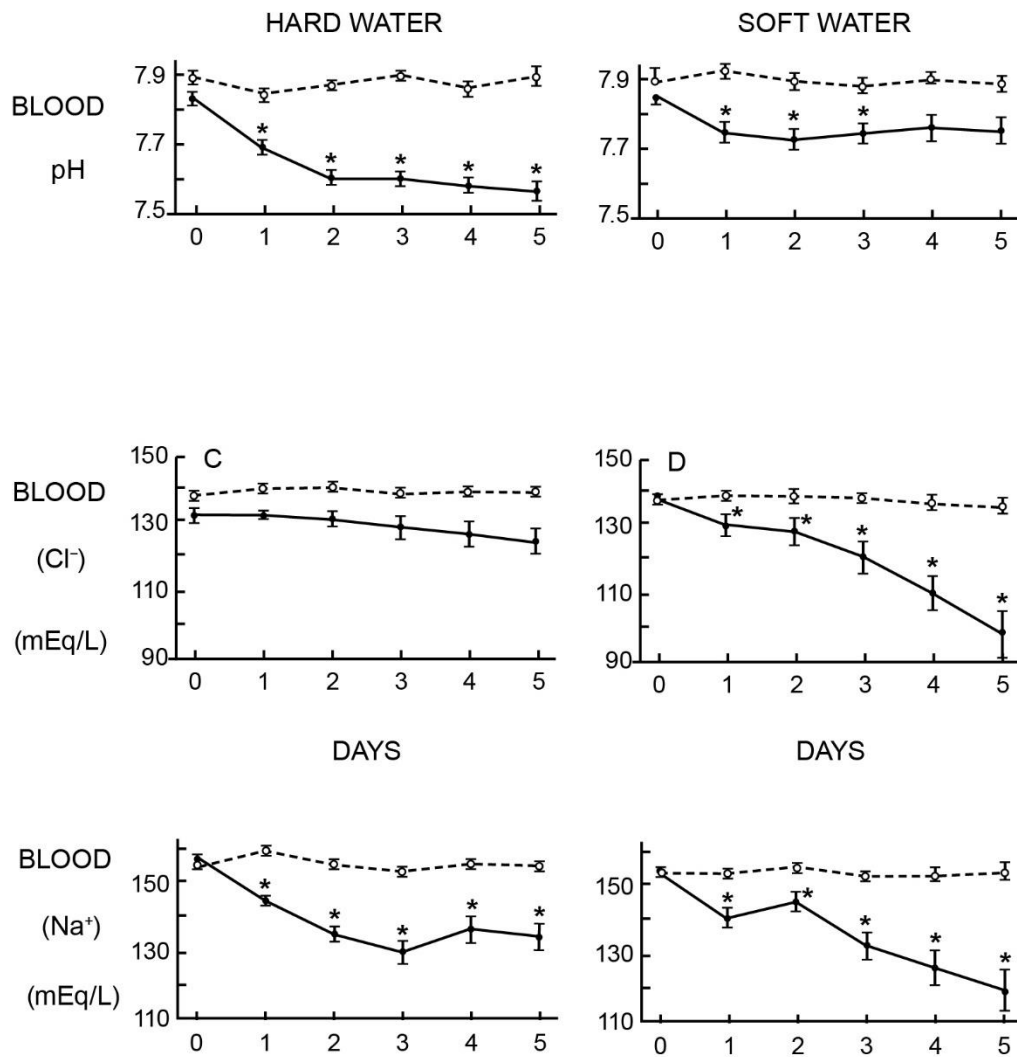 HARD WATER
SOFT WATER
BLOOD
pH
7.9
7.7
7.5
* * * * *
0 1 2 3 4 5
7.9
7.7
7.5
* * *
0 1 2 3 4 5
BLOOD
(Cl⁻)
(mEq/L)
C
150
130
110
90
0 1 2 3 4 5
D
150
130
110
90
* * * * *
0 1 2 3 4 5
DAYS
DAYS
BLOOD
(Na⁺)
(mEq/L)
150
130
110
* * * * *
0 1 2 3 4 5
150
130
110
* * * * *
0 1 2 3 4 5